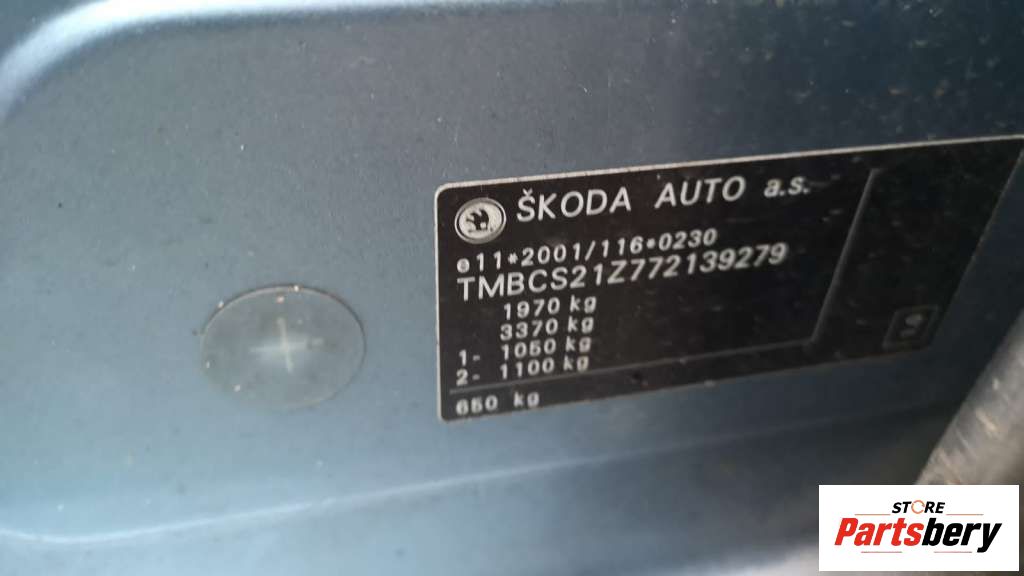 ŠKODA AUTO a.s.
e11*2001/116*0230
TMBCS21Z772139279
1970 kg
3370 kg
1- 1050 kg
2- 1100 kg
650 kg
STORE
Partsbery